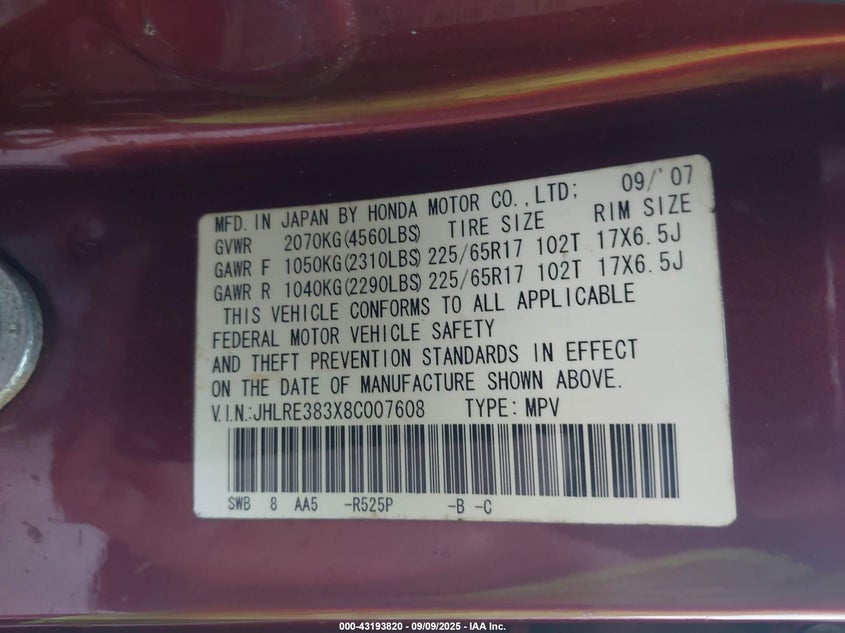 MFD. IN JAPAN BY HONDA MOTOR CO.,LTD; 09/'07
GVWR 2070KG(4560LBS) TIRE SIZE RIM SIZE
GAWR F 1050KG(2310LBS) 225/65R17 102T 17X6.5J
GAWR R 1040KG(2290LBS) 225/65R17 102T 17X6.5J
THIS VEHICLE CONFORMS TO ALL APPLICABLE
FEDERAL MOTOR VEHICLE SAFETY
AND THEFT PREVENTION STANDARDS IN EFFECT
ON THE DATE OF MANUFACTURE SHOWN ABOVE.
V.I.N.:JHLRE383X8C007608 TYPE: MPV
SWB 8 AA5 -R525P -B -C
000-43193820 - 09/09/2025 - IAA Inc.